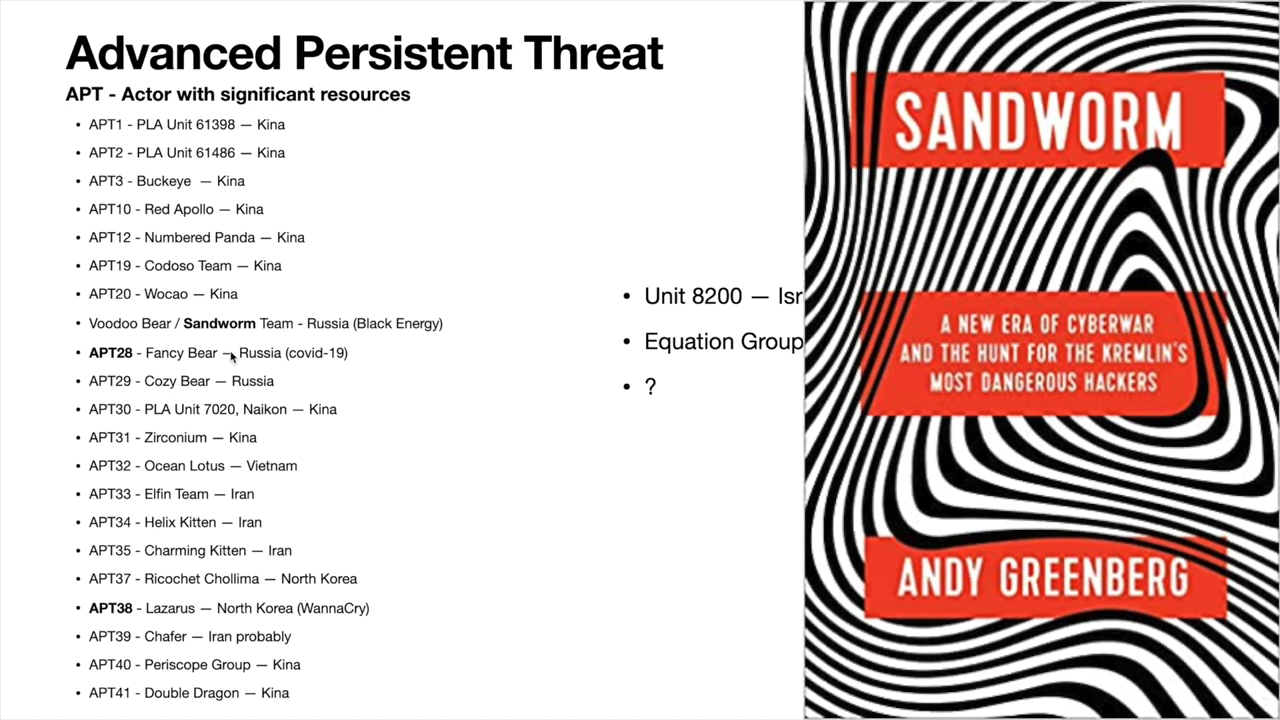 Advanced Persistent Threat
APT - Actor with significant resources
• APT1 - PLA Unit 61398 — Kina
• APT2 - PLA Unit 61486 — Kina
• APT3 - Buckeye — Kina
• APT10 - Red Apollo — Kina
• APT12 - Numbered Panda — Kina
• APT19 - Codoso Team — Kina
• APT20 - Wocao — Kina
• Voodoo Bear / Sandworm Team - Russia (Black Energy)
• APT28 - Fancy Bear — Russia (covid-19)
• APT29 - Cozy Bear — Russia
• APT30 - PLA Unit 7020, Naikon — Kina
• APT31 - Zirconium — Kina
• APT32 - Ocean Lotus — Vietnam
• APT33 - Elfin Team — Iran
• APT34 - Helix Kitten — Iran
• APT35 - Charming Kitten — Iran
• APT37 - Ricochet Chollima — North Korea
• APT38 - Lazarus — North Korea (WannaCry)
• APT39 - Chafer — Iran probably
• APT40 - Periscope Group — Kina
• APT41 - Double Dragon — Kina
• Unit 8200 — Isr
• Equation Group
• ?
SANDWORM
A NEW ERA OF CYBERWAR
AND THE HUNT FOR THE KREMLIN'S
MOST DANGEROUS HACKERS
ANDY GREENBERG